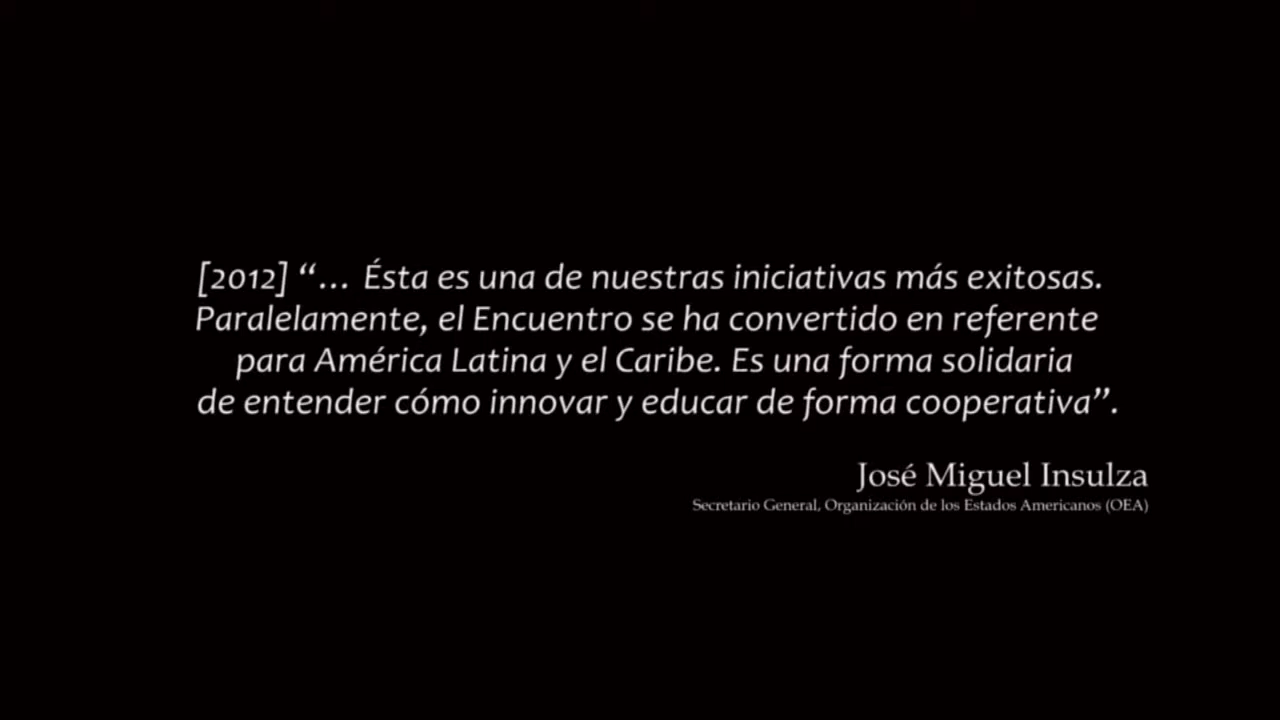 [2012] “... Ésta es una de nuestras iniciativas más exitosas.
Paralelamente, el Encuentro se ha convertido en referente
para América Latina y el Caribe. Es una forma solidaria
de entender cómo innovar y educar de forma cooperativa”.
José Miguel Insulza
Secretario General, Organización de los Estados Americanos (OEA)